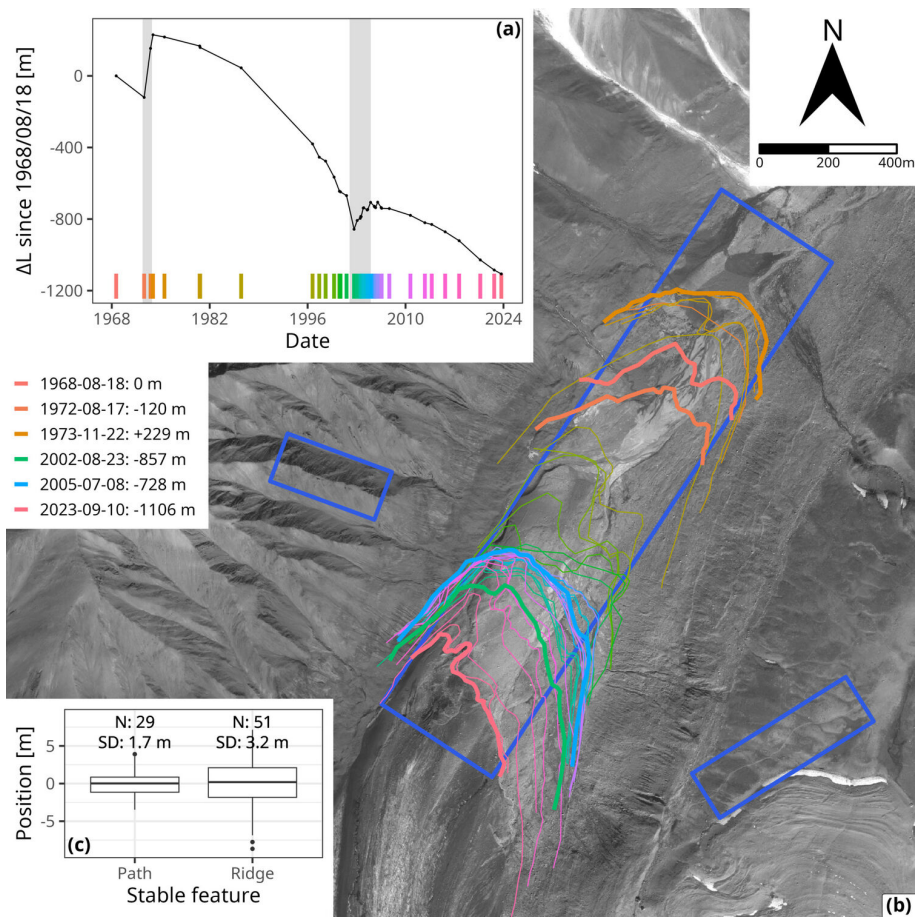 (a)
ΔL since 1968/08/18 [m]
0
-400
-800
-1200
1968
1982
1996
2010
2024
Date
N
0
200
400m
1968-08-18: 0 m
1972-08-17: -120 m
1973-11-22: +229 m
2002-08-23: -857 m
2005-07-08: -728 m
2023-09-10: -1106 m
N: 29
SD: 1.7 m
N: 51
SD: 3.2 m
Position [m]
5
0
-5
(c)
Path
Ridge
Stable feature
(b)